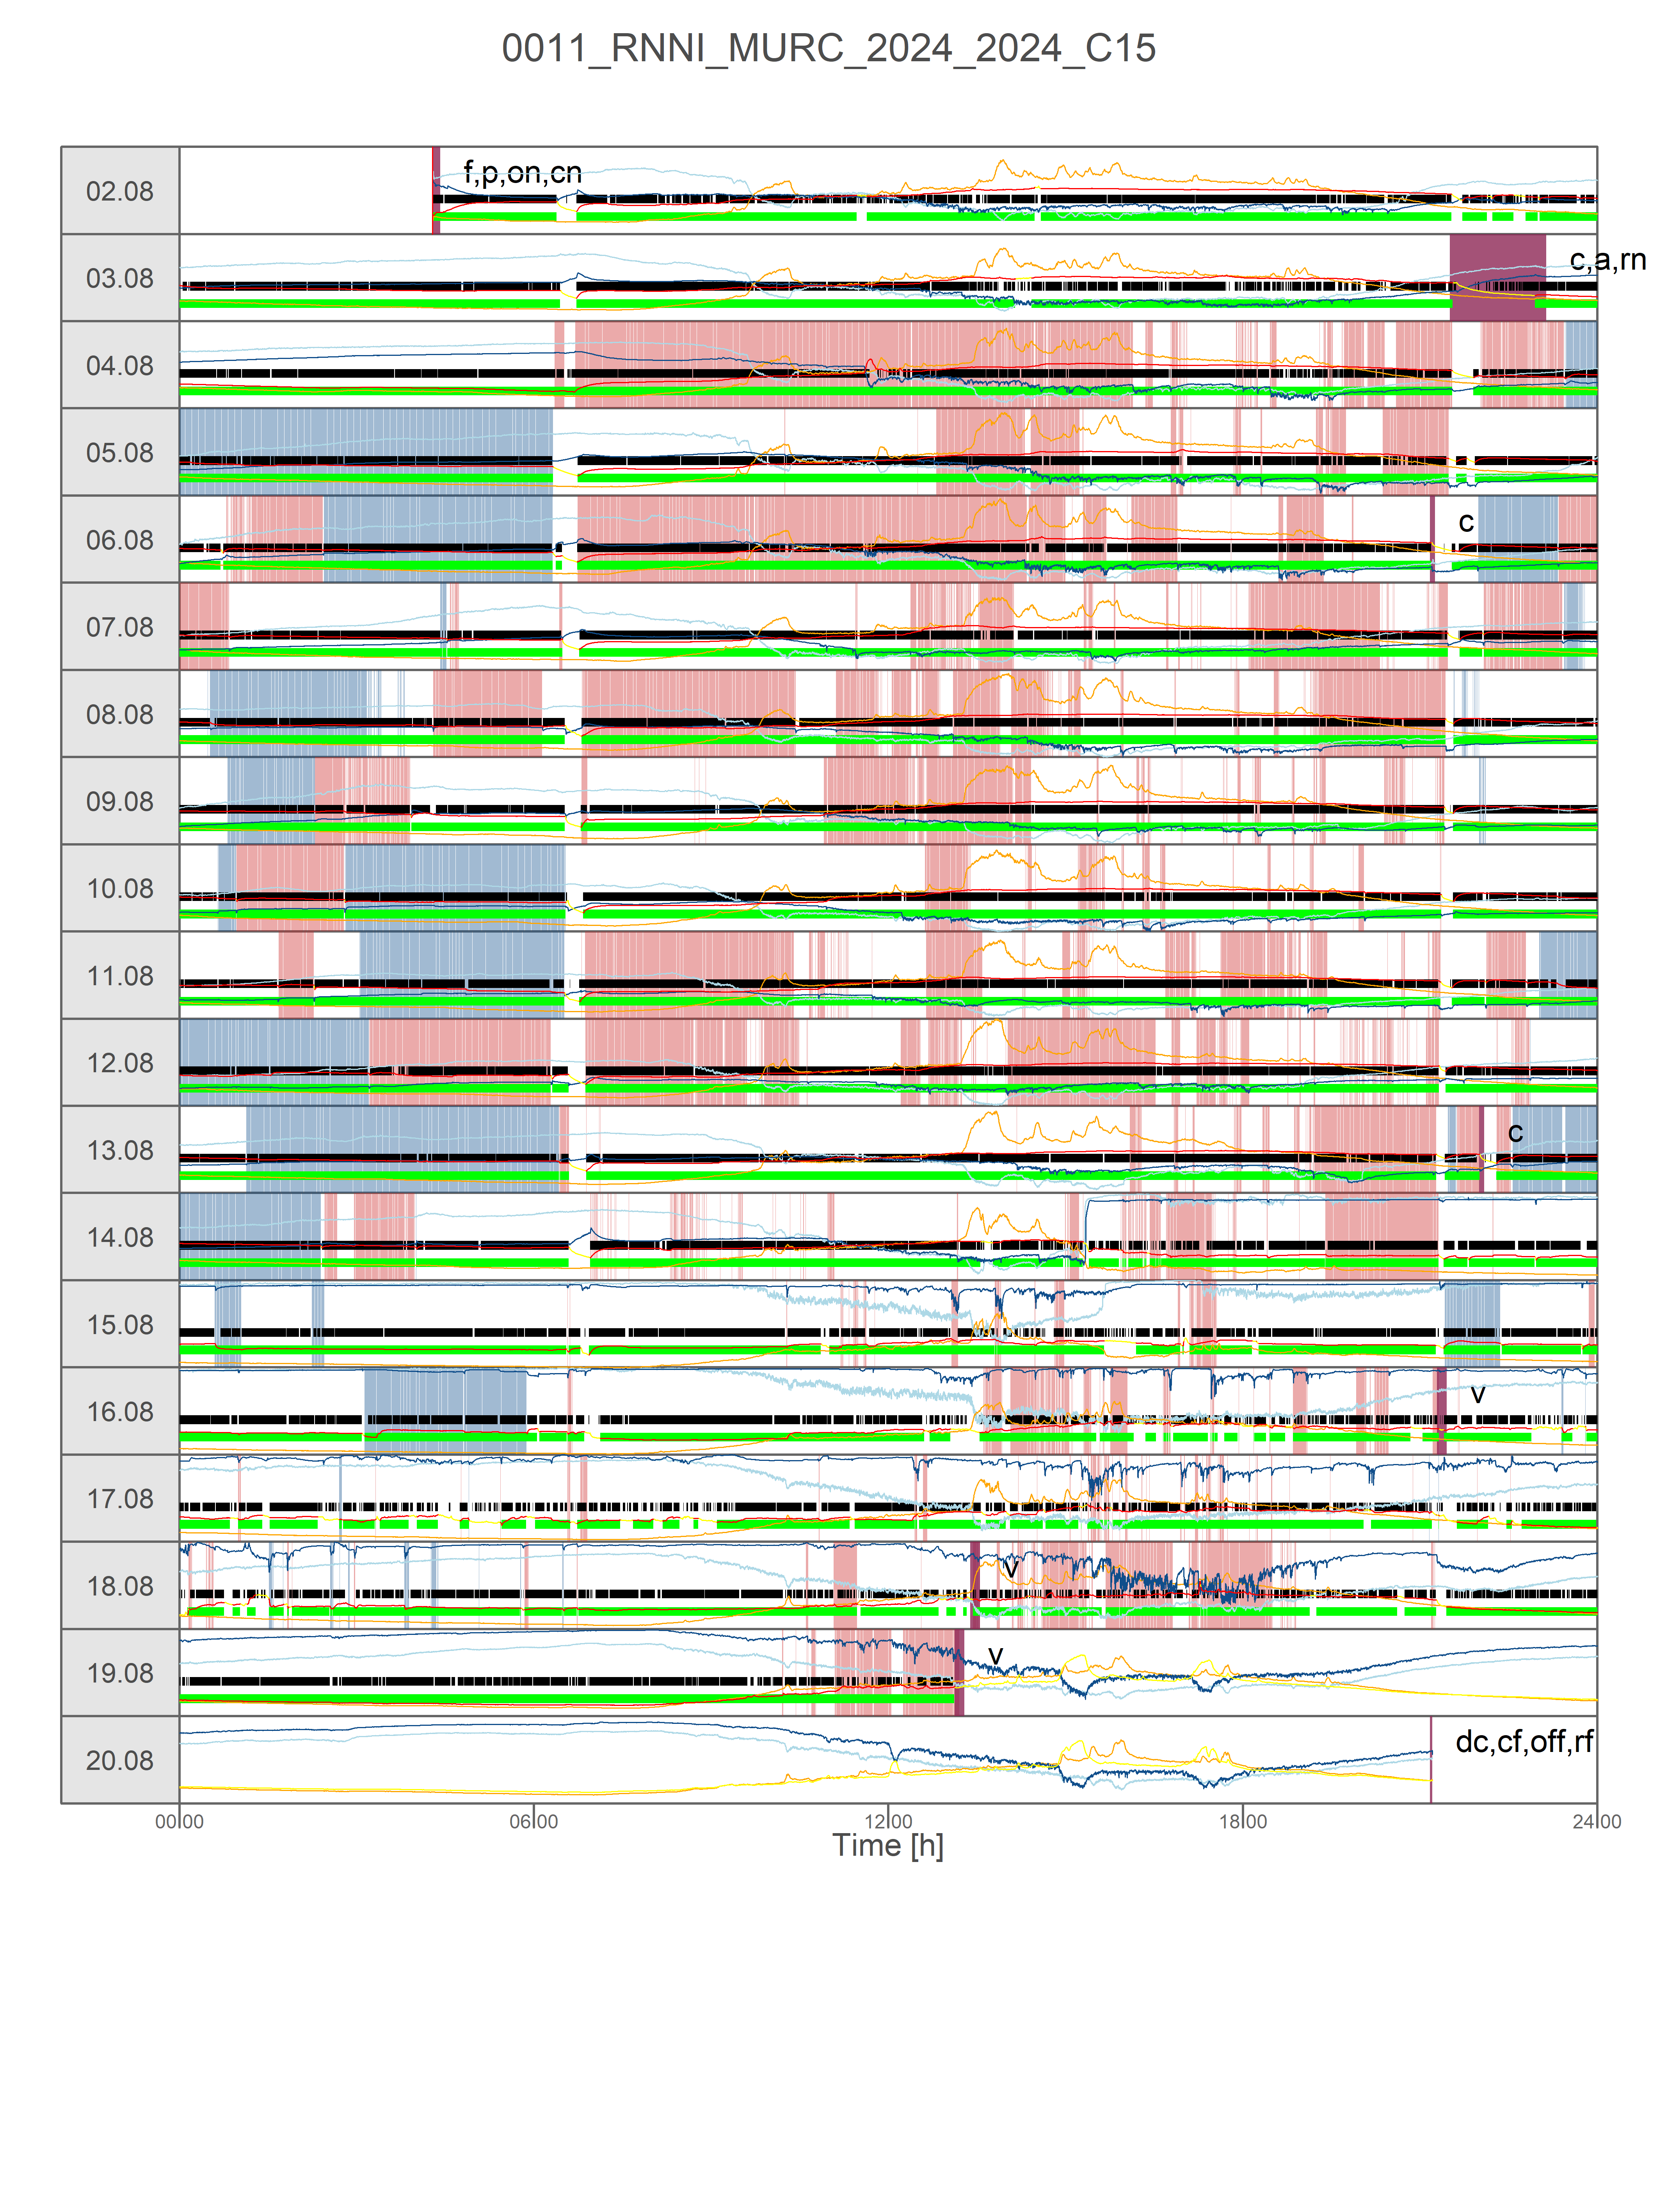 0011_RNNI_MURC_2024_2024_C15
02.08 f,p,on,cn
03.08 c,a,rn
04.08
05.08
06.08 c
07.08
08.08
09.08
10.08
11.08
12.08
13.08 c
14.08
15.08
16.08 v
17.08
18.08 v
19.08 v
20.08 dc,cf,off,rf
00:00 06:00 12:00 18:00 24:00
Time [h]